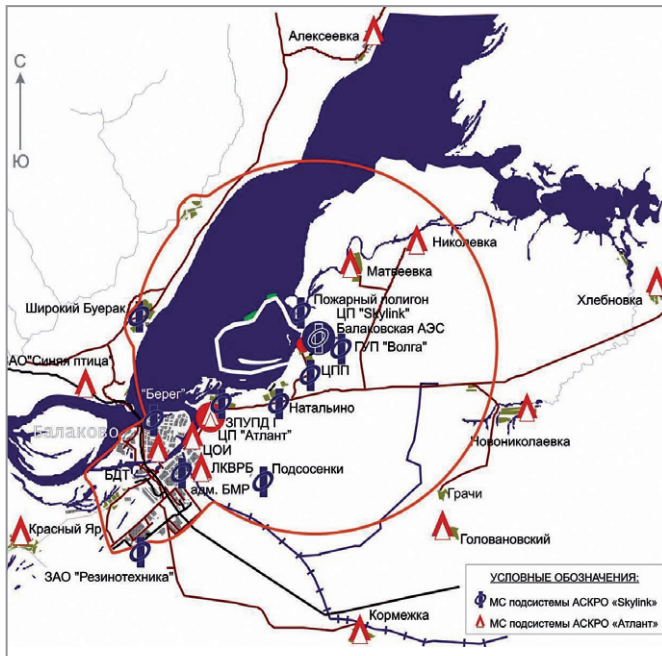 Алексеевка
С
Ю
Николевка
Матвеевка
Хлебновка
Широкий Буерак
Пожарный полигон
ЦП "Skylink"
Балаковская АЭС
ГУП "Волга"
АО"Синяя птица"
ЦПП
"Берег"
Натальино
Балаково
ЗПУПД
ЦП "Атлант"
Новониколаевка
ЦОИ
БДТ
ЛКВРБ
Подсосенки
адм. БМР
Грачи
Красный Яр
Головановский
ЗАО "Резинотехника"
УСЛОВНЫЕ ОБОЗНАЧЕНИЯ:
МС подсистемы АСКРО «Skylink»
МС подсистемы АСКРО «Атлант»
Кормежка